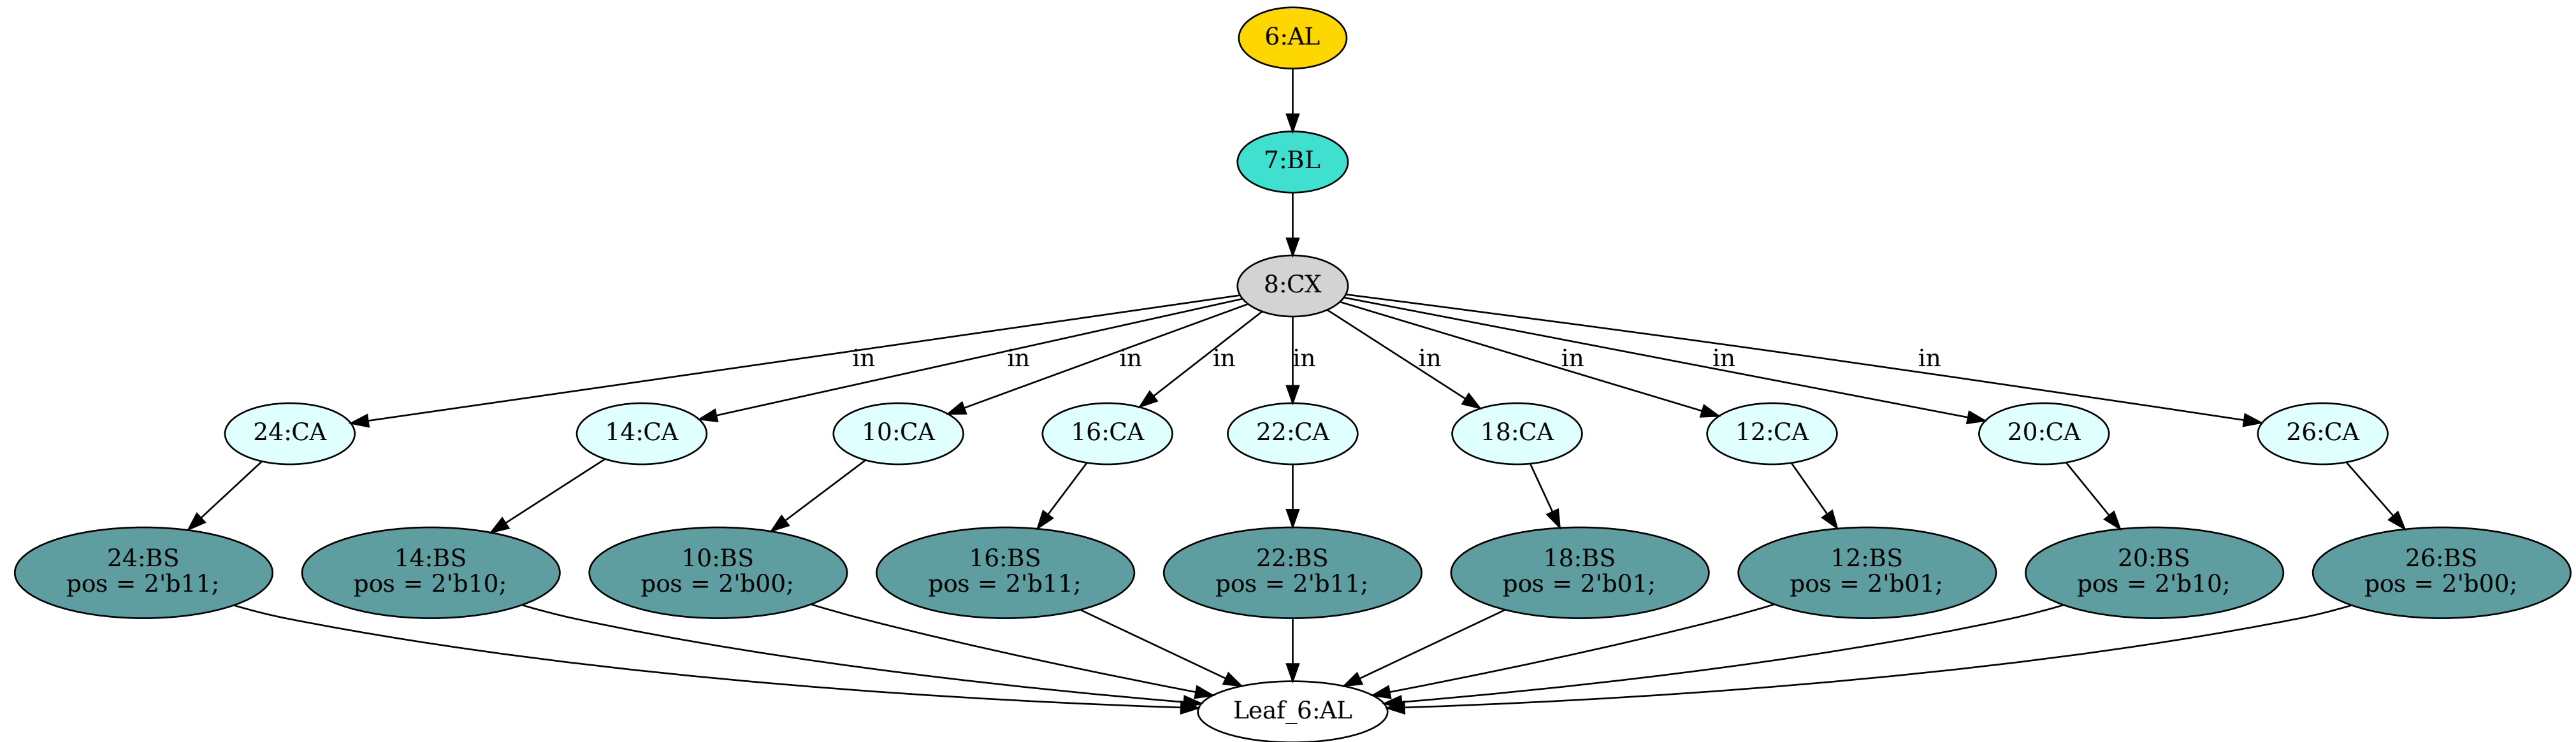 6:AL
7:BL
8:CX
in
in
in
in
in
in
in
in
in
24:CA
14:CA
10:CA
16:CA
22:CA
18:CA
12:CA
20:CA
26:CA
24:BS
pos = 2'b11;
14:BS
pos = 2'b10;
10:BS
pos = 2'b00;
16:BS
pos = 2'b11;
22:BS
pos = 2'b11;
18:BS
pos = 2'b01;
12:BS
pos = 2'b01;
20:BS
pos = 2'b10;
26:BS
pos = 2'b00;
Leaf_6:AL